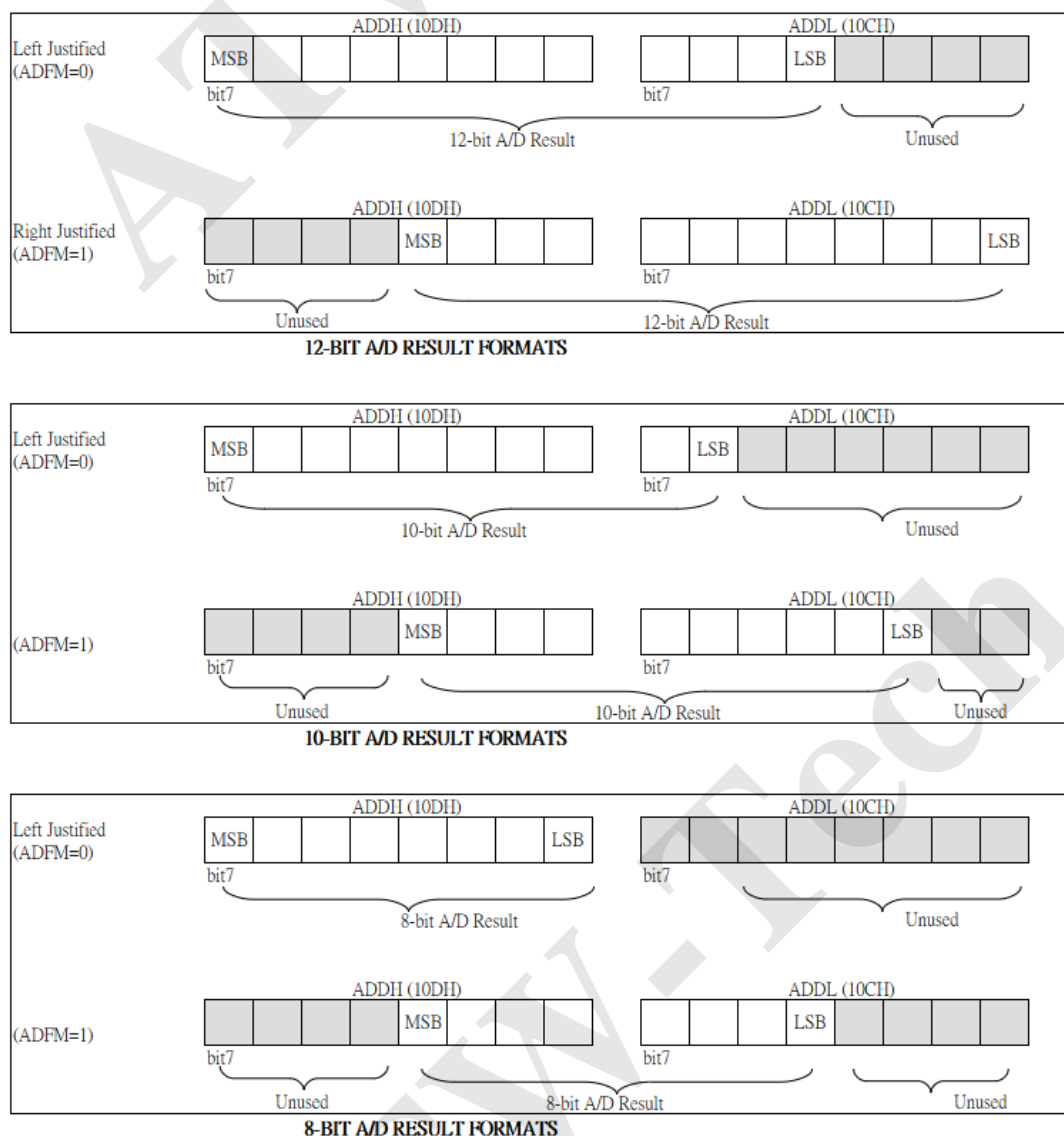 ADDH (10DH) ADDL (10CH)
Left Justified
(ADFM=0)
MSB LSB
bit7 bit7
12-bit A/D Result Unused
ADDH (10DH) ADDL (10CH)
Right Justified
(ADFM=1)
MSB LSB
bit7 bit7
Unused 12-bit A/D Result
12-BIT A/D RESULT FORMATS
ADDH (10DH) ADDL (10CH)
Left Justified
(ADFM=0)
MSB LSB
bit7 bit7
10-bit A/D Result Unused
ADDH (10DH) ADDL (10CH)
(ADFM=1)
MSB LSB
bit7 bit7
Unused 10-bit A/D Result Unused
10-BIT A/D RESULT FORMATS
ADDH (10DH) ADDL (10CH)
Left Justified
(ADFM=0)
MSB LSB
bit7 bit7
8-bit A/D Result Unused
ADDH (10DH) ADDL (10CH)
(ADFM=1)
MSB LSB
bit7 bit7
Unused 8-bit A/D Result Unused
8-BIT A/D RESULT FORMATS